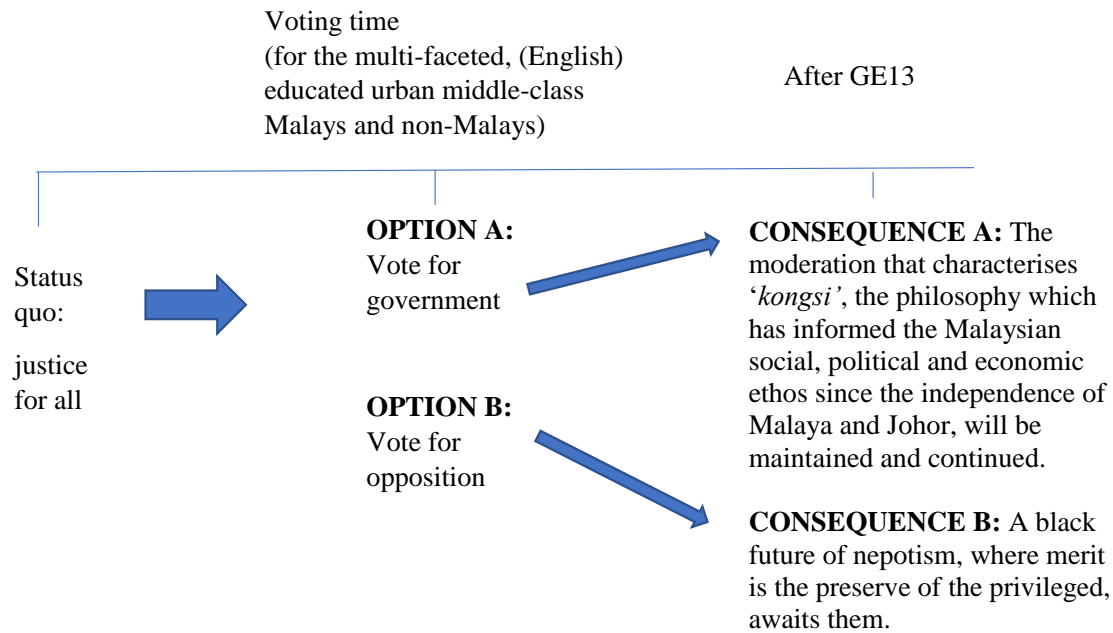 Voting time
(for the multi-faceted, (English)
educated urban middle-class
Malays and non-Malays)
After GE13
Status
quo:
justice
for all
OPTION A:
Vote for
government
OPTION B:
Vote for
opposition
CONSEQUENCE A: The
moderation that characterises
‘kongsi’, the philosophy which
has informed the Malaysian
social, political and economic
ethos since the independence of
Malaya and Johor, will be
maintained and continued.
CONSEQUENCE B: A black
future of nepotism, where merit
is the preserve of the privileged,
awaits them.